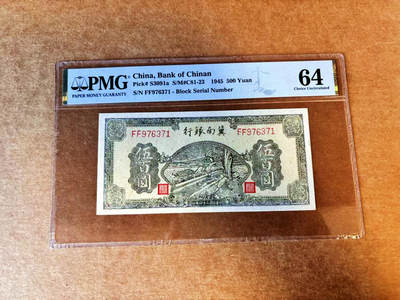 PMG
PAPER MONEY GUARANTY
China, Bank of Chinan
Pick# S3091a S/M#C81-23 1945 500 Yuan
S/N FF976371 - Block Serial Number
64
Choice Uncirculated
行銀南冀
FF976371 FF976371
伍百圓 伍百圓